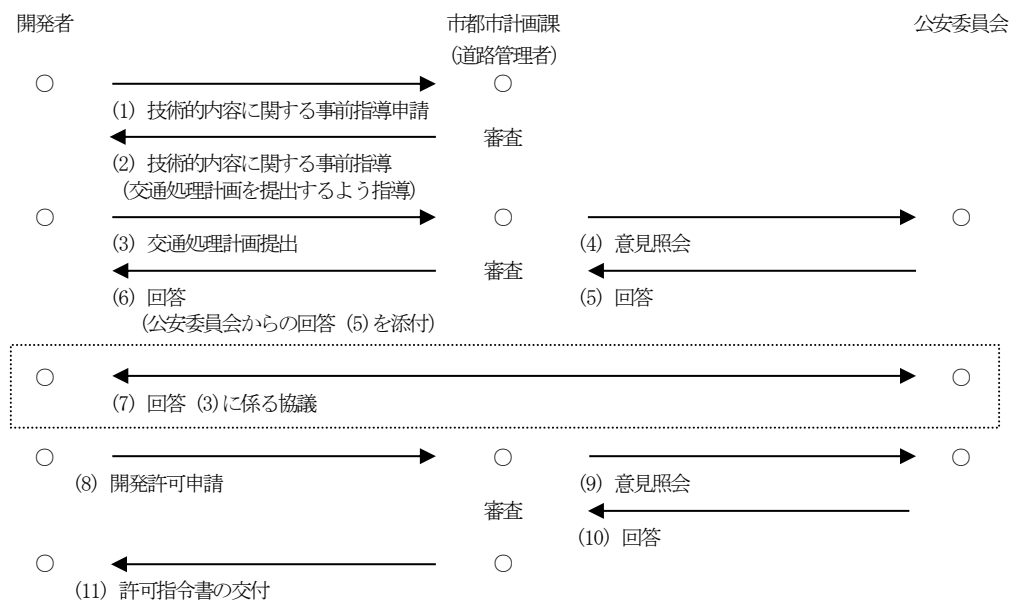 開発者 市都市計画課 公安委員会
(道路管理者)
○ ○
(1) 技術的内容に関する事前指導申請
審査
(2) 技術的内容に関する事前指導
(交通処理計画を提出するよう指導)
○ ○ ○
(3) 交通処理計画提出 (4) 意見照会
審査
(6) 回答 (5) 回答
(公安委員会からの回答 (5)を添付)
○ ○
(7) 回答 (3)に係る協議
○ ○ ○
(8) 開発許可申請 (9) 意見照会
審査
(10) 回答
○ ○
(11) 許可指令書の交付